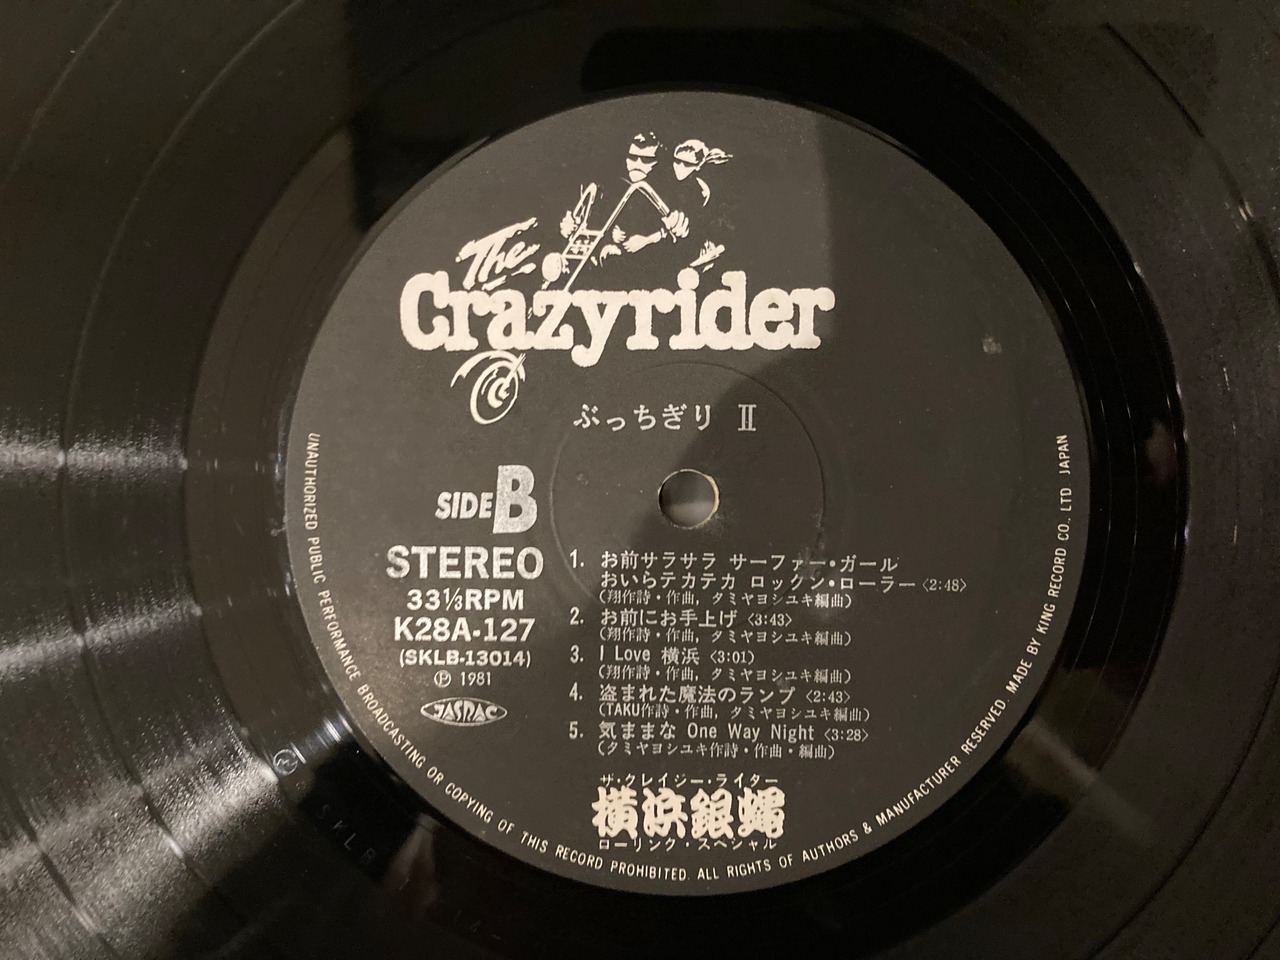 The
Crazyrider
ぶっちぎり Ⅱ
SIDE B
STEREO
33⅓RPM
K28A-127
(SKLB-13014)
Ⓟ 1981
JASRAC
1. お前サラサラ サーファー・ガール
おいらテカテカ ロックン・ローラー〈2:48〉
(翔作詩・作曲, タミヤヨシユキ編曲)
2. お前にお手上げ〈3:43〉
(翔作詩・作曲, タミヤヨシユキ編曲)
3. I Love 横浜〈3:01〉
(翔作詩・作曲, タミヤヨシユキ編曲)
4. 盗まれた魔法のランプ〈2:43〉
(TAKU作詩・作曲, タミヤヨシユキ編曲)
5. 気ままな One Way Night〈3:28〉
(タミヤヨシユキ作詩・作曲・編曲)
ザ・クレイジー・ライダー
横浜銀蝿
ローリング・スペシャル
UNAUTHORIZED PUBLIC PERFORMANCE BROADCASTING OR COPYING OF THIS RECORD PROHIBITED. ALL RIGHTS OF AUTHORS & MANUFACTURER RESERVED. MADE BY KING RECORD CO. LTD. JAPAN
SKLB